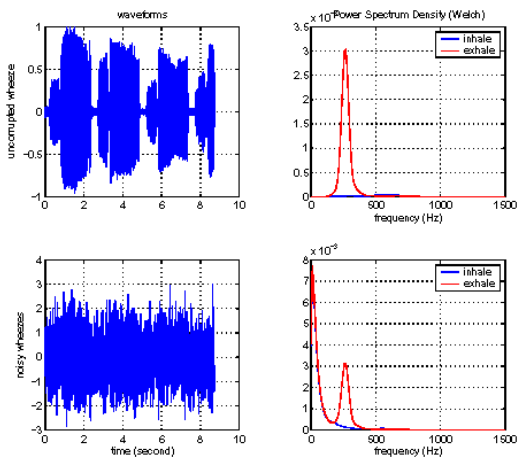 waveforms
Power Spectrum Density (Welch)
uncorrupted wheeze
1
0.5
0
-0.5
-1
0 2 4 6 8 10
3.5
3
2.5
2
1.5
1
0.5
0
0 500 1000 1500
frequency (Hz)
inhale
exhale
noisy wheezes
4
3
2
1
0
-1
-2
-3
0 2 4 6 8 10
time (second)
x 10⁻³
8
7
6
5
4
3
2
1
0
0 500 1000 1500
frequency (Hz)
inhale
exhale